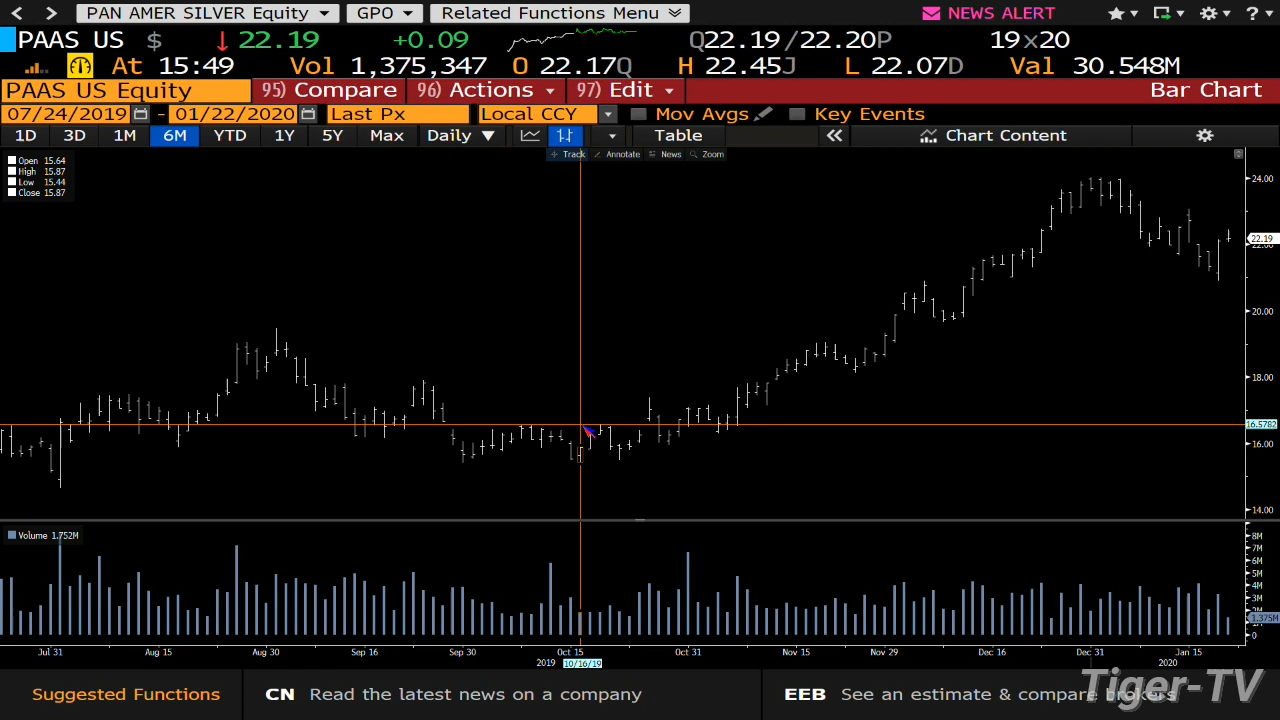 PAN AMER SILVER Equity GPO Related Functions Menu NEWS ALERT ?
PAAS US $ ↓ 22.19 +0.09 Q22.19/22.20P 19x20
At 15:49 Vol 1,375,347 O 22.17Q H 22.45J L 22.07D Val 30.548M
PAAS US Equity 95) Compare 96) Actions 97) Edit Bar Chart
07/24/2019 - 01/22/2020 Last Px Local CCY Mov Avgs Key Events
1D 3D 1M 6M YTD 1Y 5Y Max Daily ▼ Table « Chart Content
Track Annotate News Zoom
Open 15.64
High 15.87
Low 15.44
Close 15.87
24.00
22.19
22.00
20.00
18.00
16.5782
16.00
14.00
Volume 1.752M
8M
7M
6M
5M
4M
3M
2M
1.375M
0
Jul 31 Aug 15 Aug 30 Sep 16 Sep 30 Oct 15 Oct 31 Nov 15 Nov 29 Dec 16 Dec 31 Jan 15
2019 10/16/19 2020
Suggested Functions CN Read the latest news on a company EEB See an estimate & compare brokers
Tiger-TV